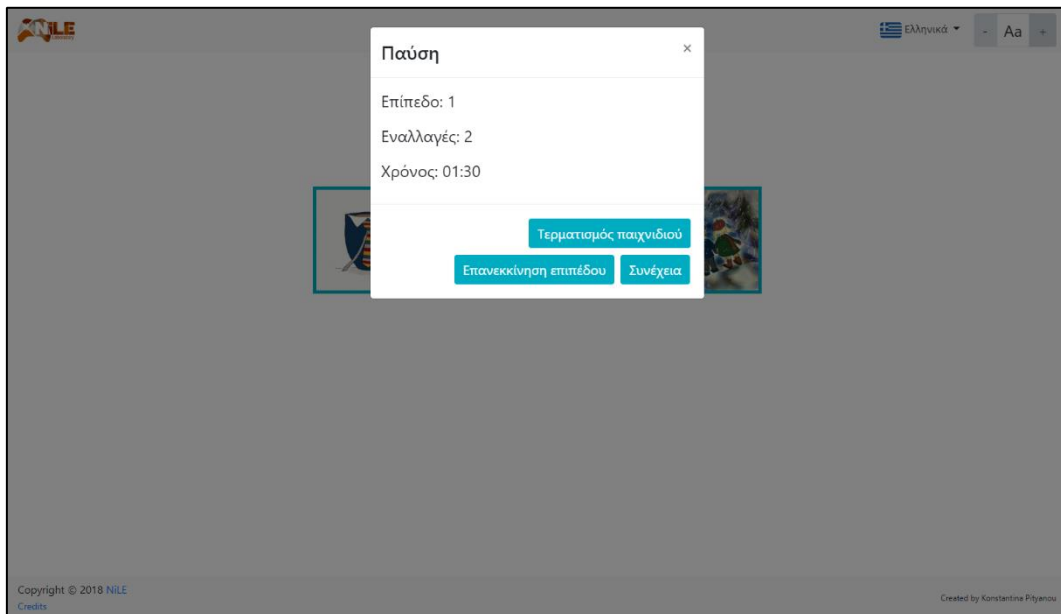 NiLE
Ελληνικά
- Aa +
Παύση
×
Επίπεδο: 1
Εναλλαγές: 2
Χρόνος: 01:30
Τερματισμός παιχνιδιού
Επανεκκίνηση επιπέδου Συνέχεια
Copyright © 2018 NiLE
Credits
Created by Konstantina Pityanou